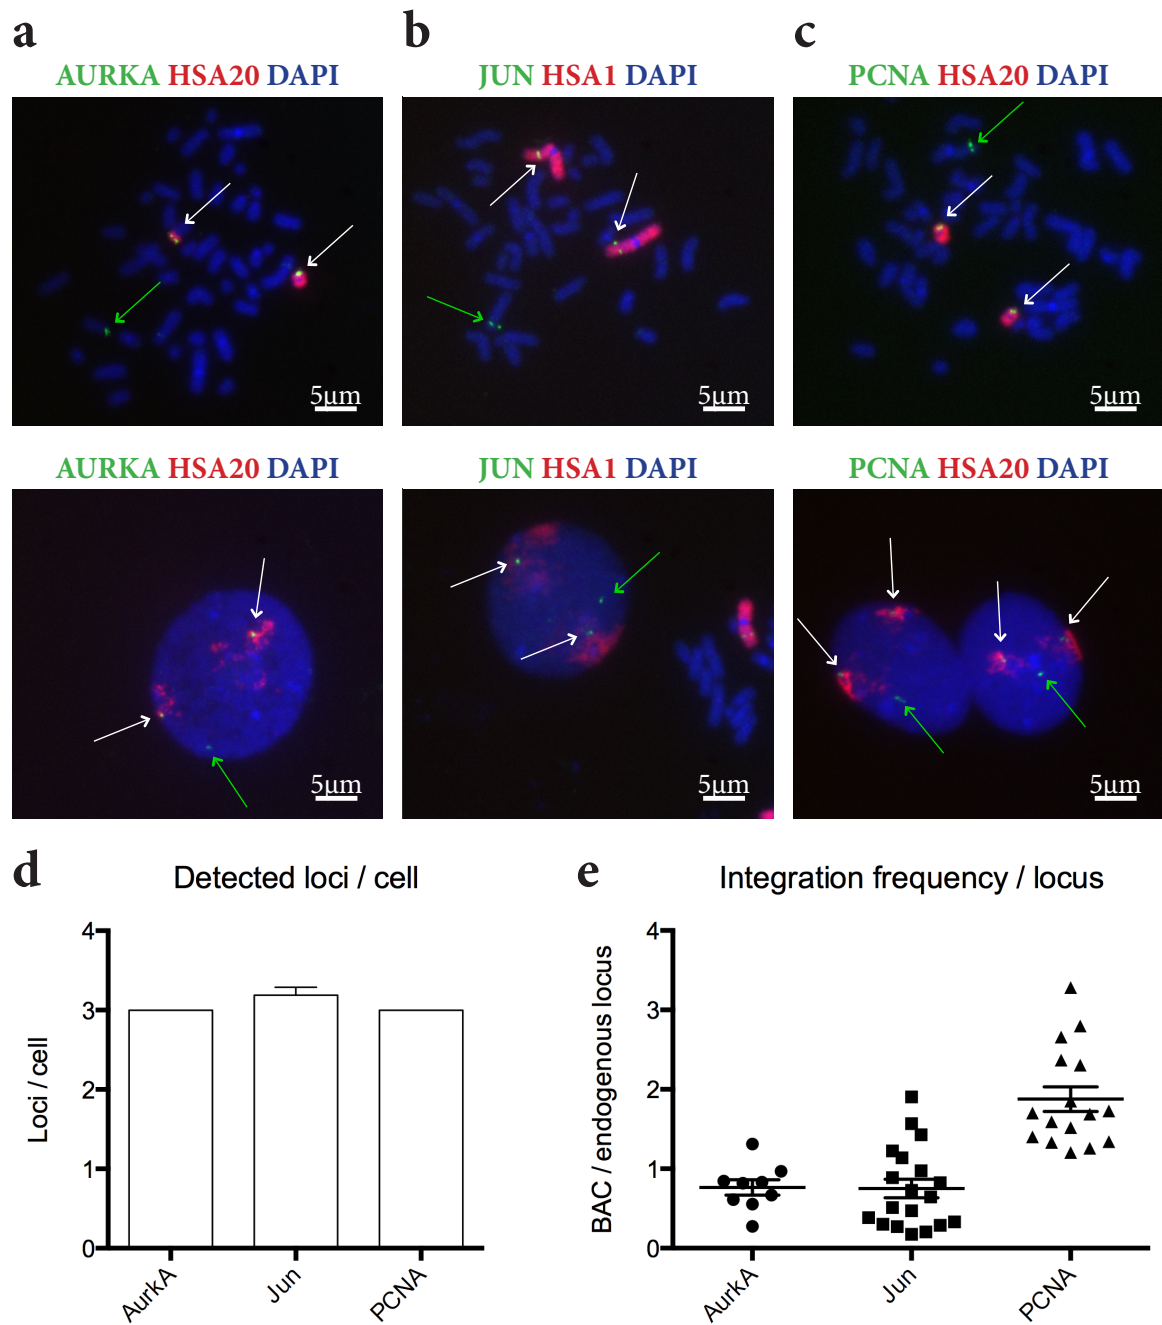 a
b
c
AURKA HSA20 DAPI
JUN HSA1 DAPI
PCNA HSA20 DAPI
5µm
5µm
5µm
AURKA HSA20 DAPI
JUN HSA1 DAPI
PCNA HSA20 DAPI
5µm
5µm
5µm
d
Detected loci / cell
Loci / cell
4
3
2
1
0
AurkA
Jun
PCNA
e
Integration frequency / locus
BAC / endogenous locus
4
3
2
1
0
AurkA
Jun
PCNA